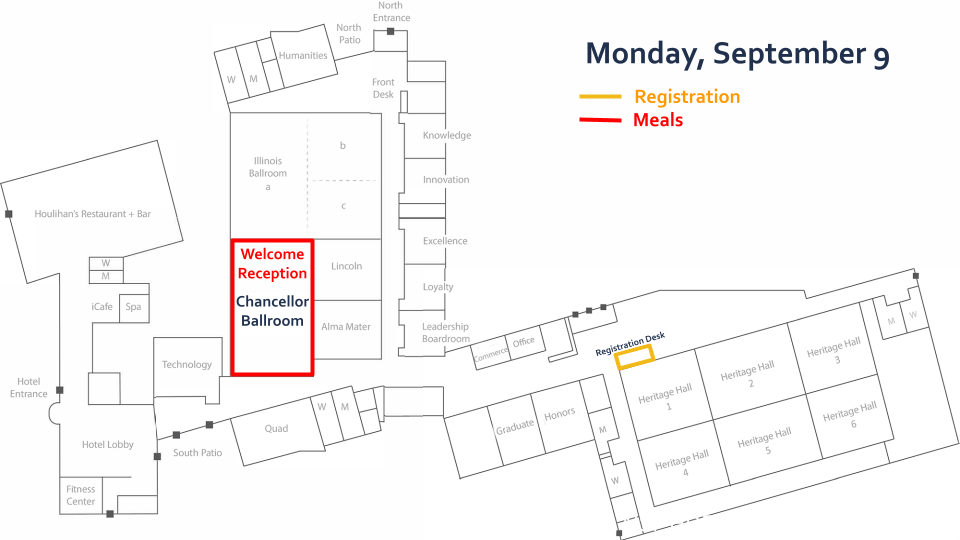 North
Entrance
North
Patio
Humanities
W
M
Front
Desk
Monday, September 9
Registration
Meals
Knowledge
b
Illinois
Ballroom
a
Innovation
c
Houlihan's Restaurant + Bar
Excellence
Welcome
Reception
Chancellor
Ballroom
Lincoln
W
M
Loyalty
iCafe
Spa
Alma Mater
Leadership
Boardroom
Commerce
Office
Registration Desk
M
W
Heritage Hall
3
Heritage Hall
2
Heritage Hall
1
Technology
Hotel
Entrance
W
M
Quad
Graduate
Honors
M
Heritage Hall
6
Heritage Hall
5
Heritage Hall
4
Hotel Lobby
South Patio
W
Fitness
Center